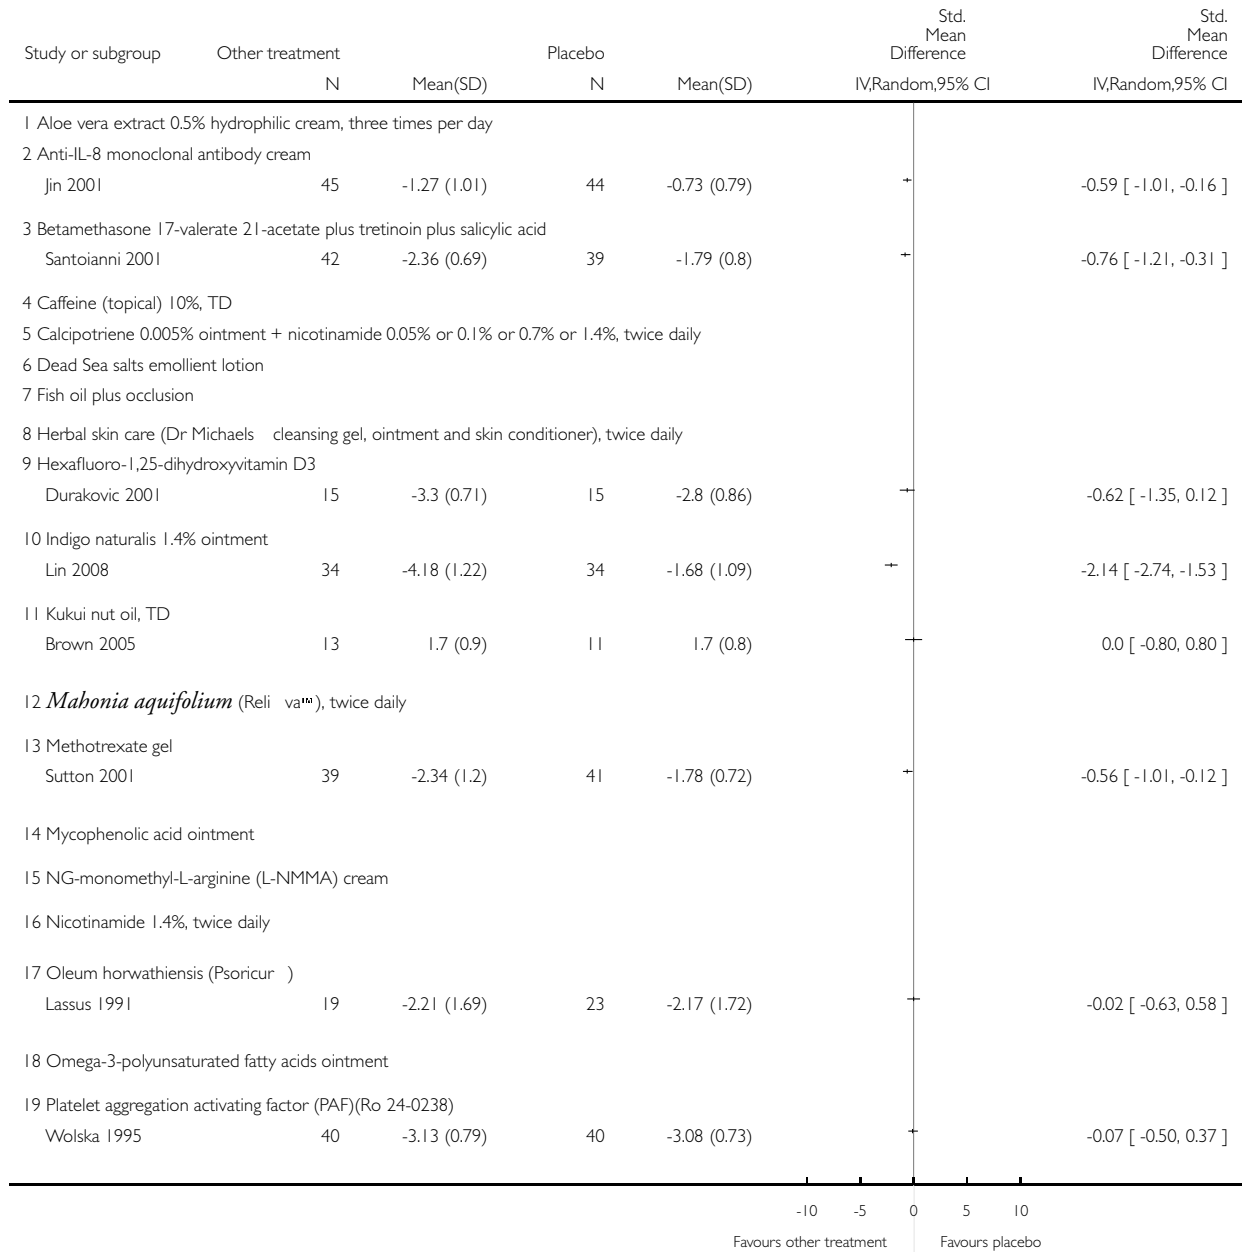 Std. Mean Difference Std. Mean Difference
Study or subgroup Other treatment Placebo
N Mean(SD) N Mean(SD) IV,Random,95% CI IV,Random,95% CI
1 Aloe vera extract 0.5% hydrophilic cream, three times per day
2 Anti-IL-8 monoclonal antibody cream
Jin 2001 45 -1.27 (1.01) 44 -0.73 (0.79) -0.59 [ -1.01, -0.16 ]
3 Betamethasone 17-valerate 21-acetate plus tretinoin plus salicylic acid
Santoianni 2001 42 -2.36 (0.69) 39 -1.79 (0.8) -0.76 [ -1.21, -0.31 ]
4 Caffeine (topical) 10%, TD
5 Calcipotriene 0.005% ointment + nicotinamide 0.05% or 0.1% or 0.7% or 1.4%, twice daily
6 Dead Sea salts emollient lotion
7 Fish oil plus occlusion
8 Herbal skin care (Dr Michaels cleansing gel, ointment and skin conditioner), twice daily
9 Hexafluoro-1,25-dihydroxyvitamin D3
Durakovic 2001 15 -3.3 (0.71) 15 -2.8 (0.86) -0.62 [ -1.35, 0.12 ]
10 Indigo naturalis 1.4% ointment
Lin 2008 34 -4.18 (1.22) 34 -1.68 (1.09) -2.14 [ -2.74, -1.53 ]
11 Kukui nut oil, TD
Brown 2005 13 1.7 (0.9) 11 1.7 (0.8) 0.0 [ -0.80, 0.80 ]
12 Mahonia aquifolium (Reli va™), twice daily
13 Methotrexate gel
Sutton 2001 39 -2.34 (1.2) 41 -1.78 (0.72) -0.56 [ -1.01, -0.12 ]
14 Mycophenolic acid ointment
15 NG-monomethyl-L-arginine (L-NMMA) cream
16 Nicotinamide 1.4%, twice daily
17 Oleum horwathiensis (Psoricur )
Lassus 1991 19 -2.21 (1.69) 23 -2.17 (1.72) -0.02 [ -0.63, 0.58 ]
18 Omega-3-polyunsaturated fatty acids ointment
19 Platelet aggregation activating factor (PAF)(Ro 24-0238)
Wolska 1995 40 -3.13 (0.79) 40 -3.08 (0.73) -0.07 [ -0.50, 0.37 ]
-10 -5 0 5 10
Favours other treatment Favours placebo